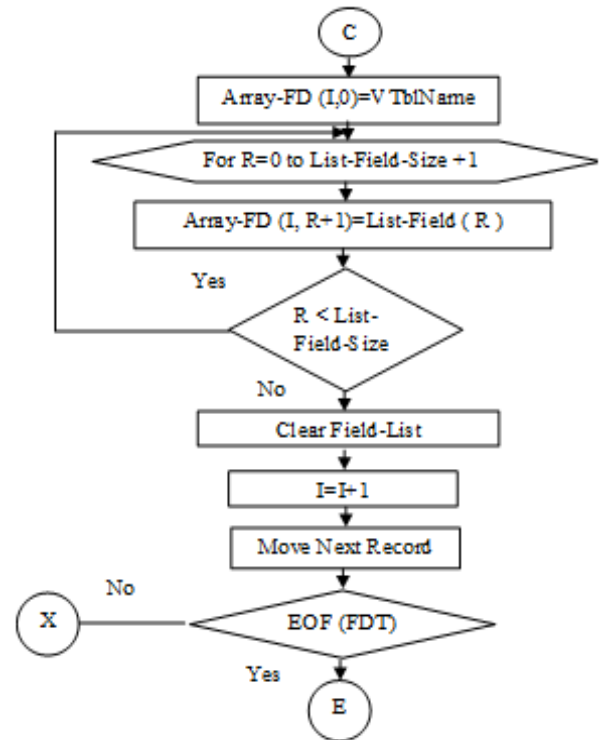 C
Array-FD (I,0)=VTblName
For R=0 to List-Field-Size +1
Array-FD (I, R+1)=List-Field ( R )
Yes
R < List-
Field-Size
No
Clear Field-List
I=I+1
Move Next Record
No
X
EOF (FDT)
Yes
E